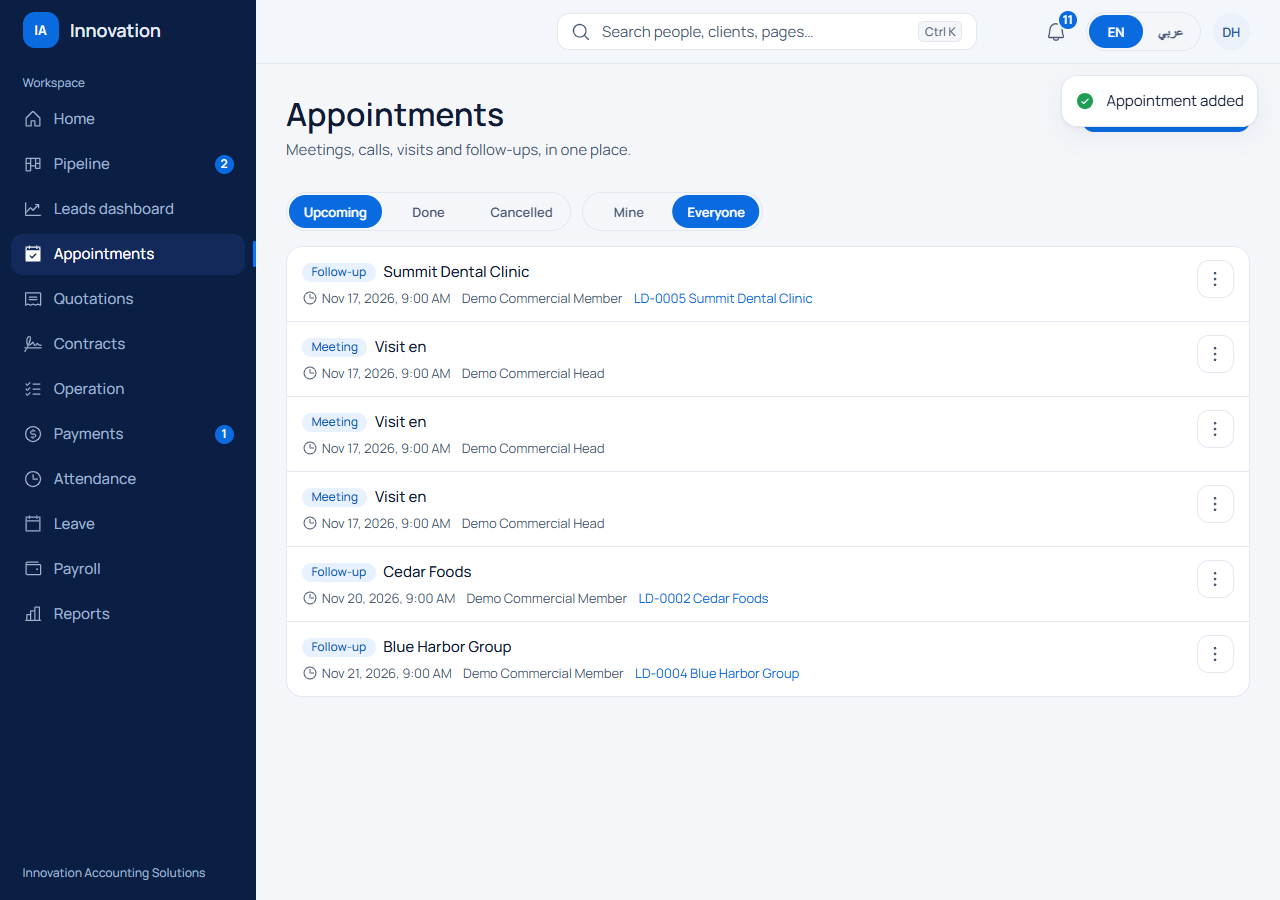 IA Innovation
Search people, clients, pages... Ctrl K
11
EN عربي DH
Workspace
Home
Pipeline 2
Leads dashboard
Appointments
Quotations
Contracts
Operation
Payments 1
Attendance
Leave
Payroll
Reports
Innovation Accounting Solutions
Appointment added
Appointments
Meetings, calls, visits and follow-ups, in one place.
Upcoming Done Cancelled Mine Everyone
Follow-up Summit Dental Clinic
Nov 17, 2026, 9:00 AM Demo Commercial Member LD-0005 Summit Dental Clinic
Meeting Visit en
Nov 17, 2026, 9:00 AM Demo Commercial Head
Meeting Visit en
Nov 17, 2026, 9:00 AM Demo Commercial Head
Meeting Visit en
Nov 17, 2026, 9:00 AM Demo Commercial Head
Follow-up Cedar Foods
Nov 20, 2026, 9:00 AM Demo Commercial Member LD-0002 Cedar Foods
Follow-up Blue Harbor Group
Nov 21, 2026, 9:00 AM Demo Commercial Member LD-0004 Blue Harbor Group